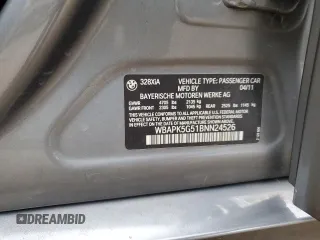 328XIA VEHICLE TYPE: PASSENGER CAR
MFD BY 04/11
BAYERISCHE MOTOREN WERKE AG
GVWR
GAWR FRONT REAR
THIS VEHICLE CONFORMS TO ALL APPLICABLE FEDERAL
MOTOR VEHICLE SAFETY, BUMPER, AND THEFT PREVENTION
STANDARDS IN EFFECT ON THE DATE OF MANUFACTURE
SHOWN ABOVE.
WBAPK5G51BNN24526
© DREAMBID